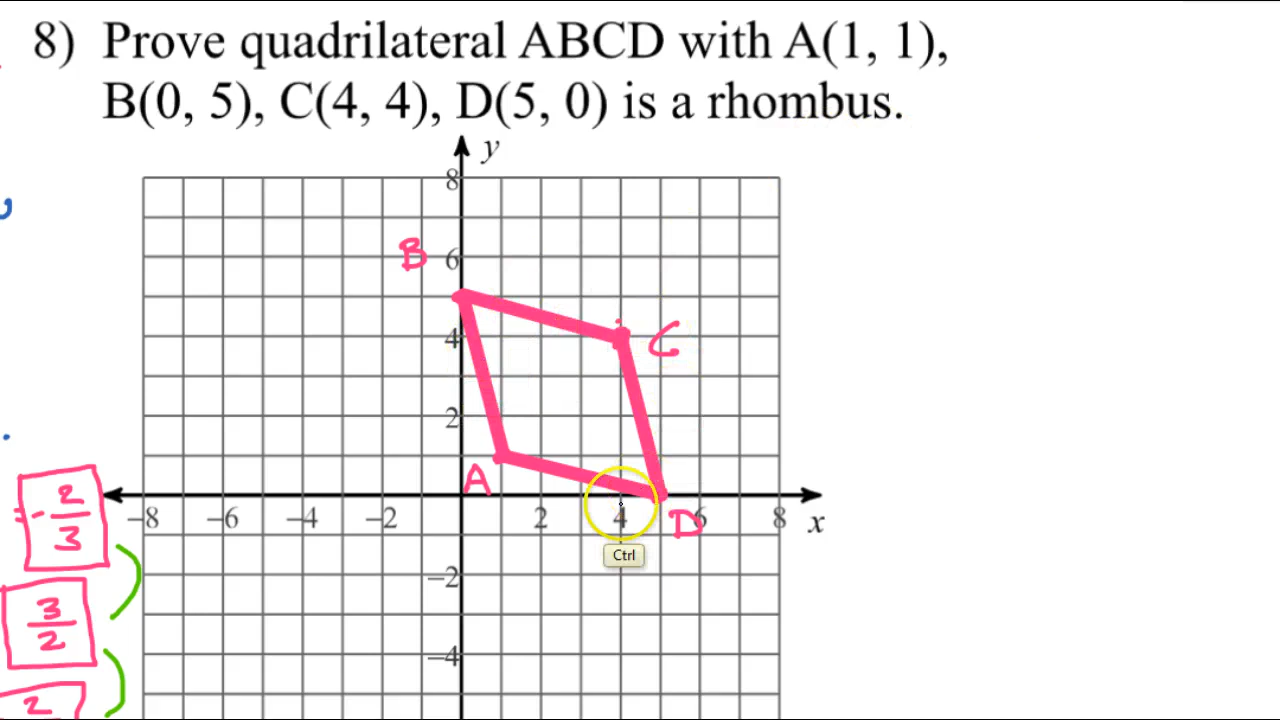 8) Prove quadrilateral ABCD with A(1, 1),
B(0, 5), C(4, 4), D(5, 0) is a rhombus.
y
8
B 6
4 C
2
A
–8 –6 –4 –2 2 4 D 6 8 x
Ctrl
–2
–4
= - 2/3
3/2
2